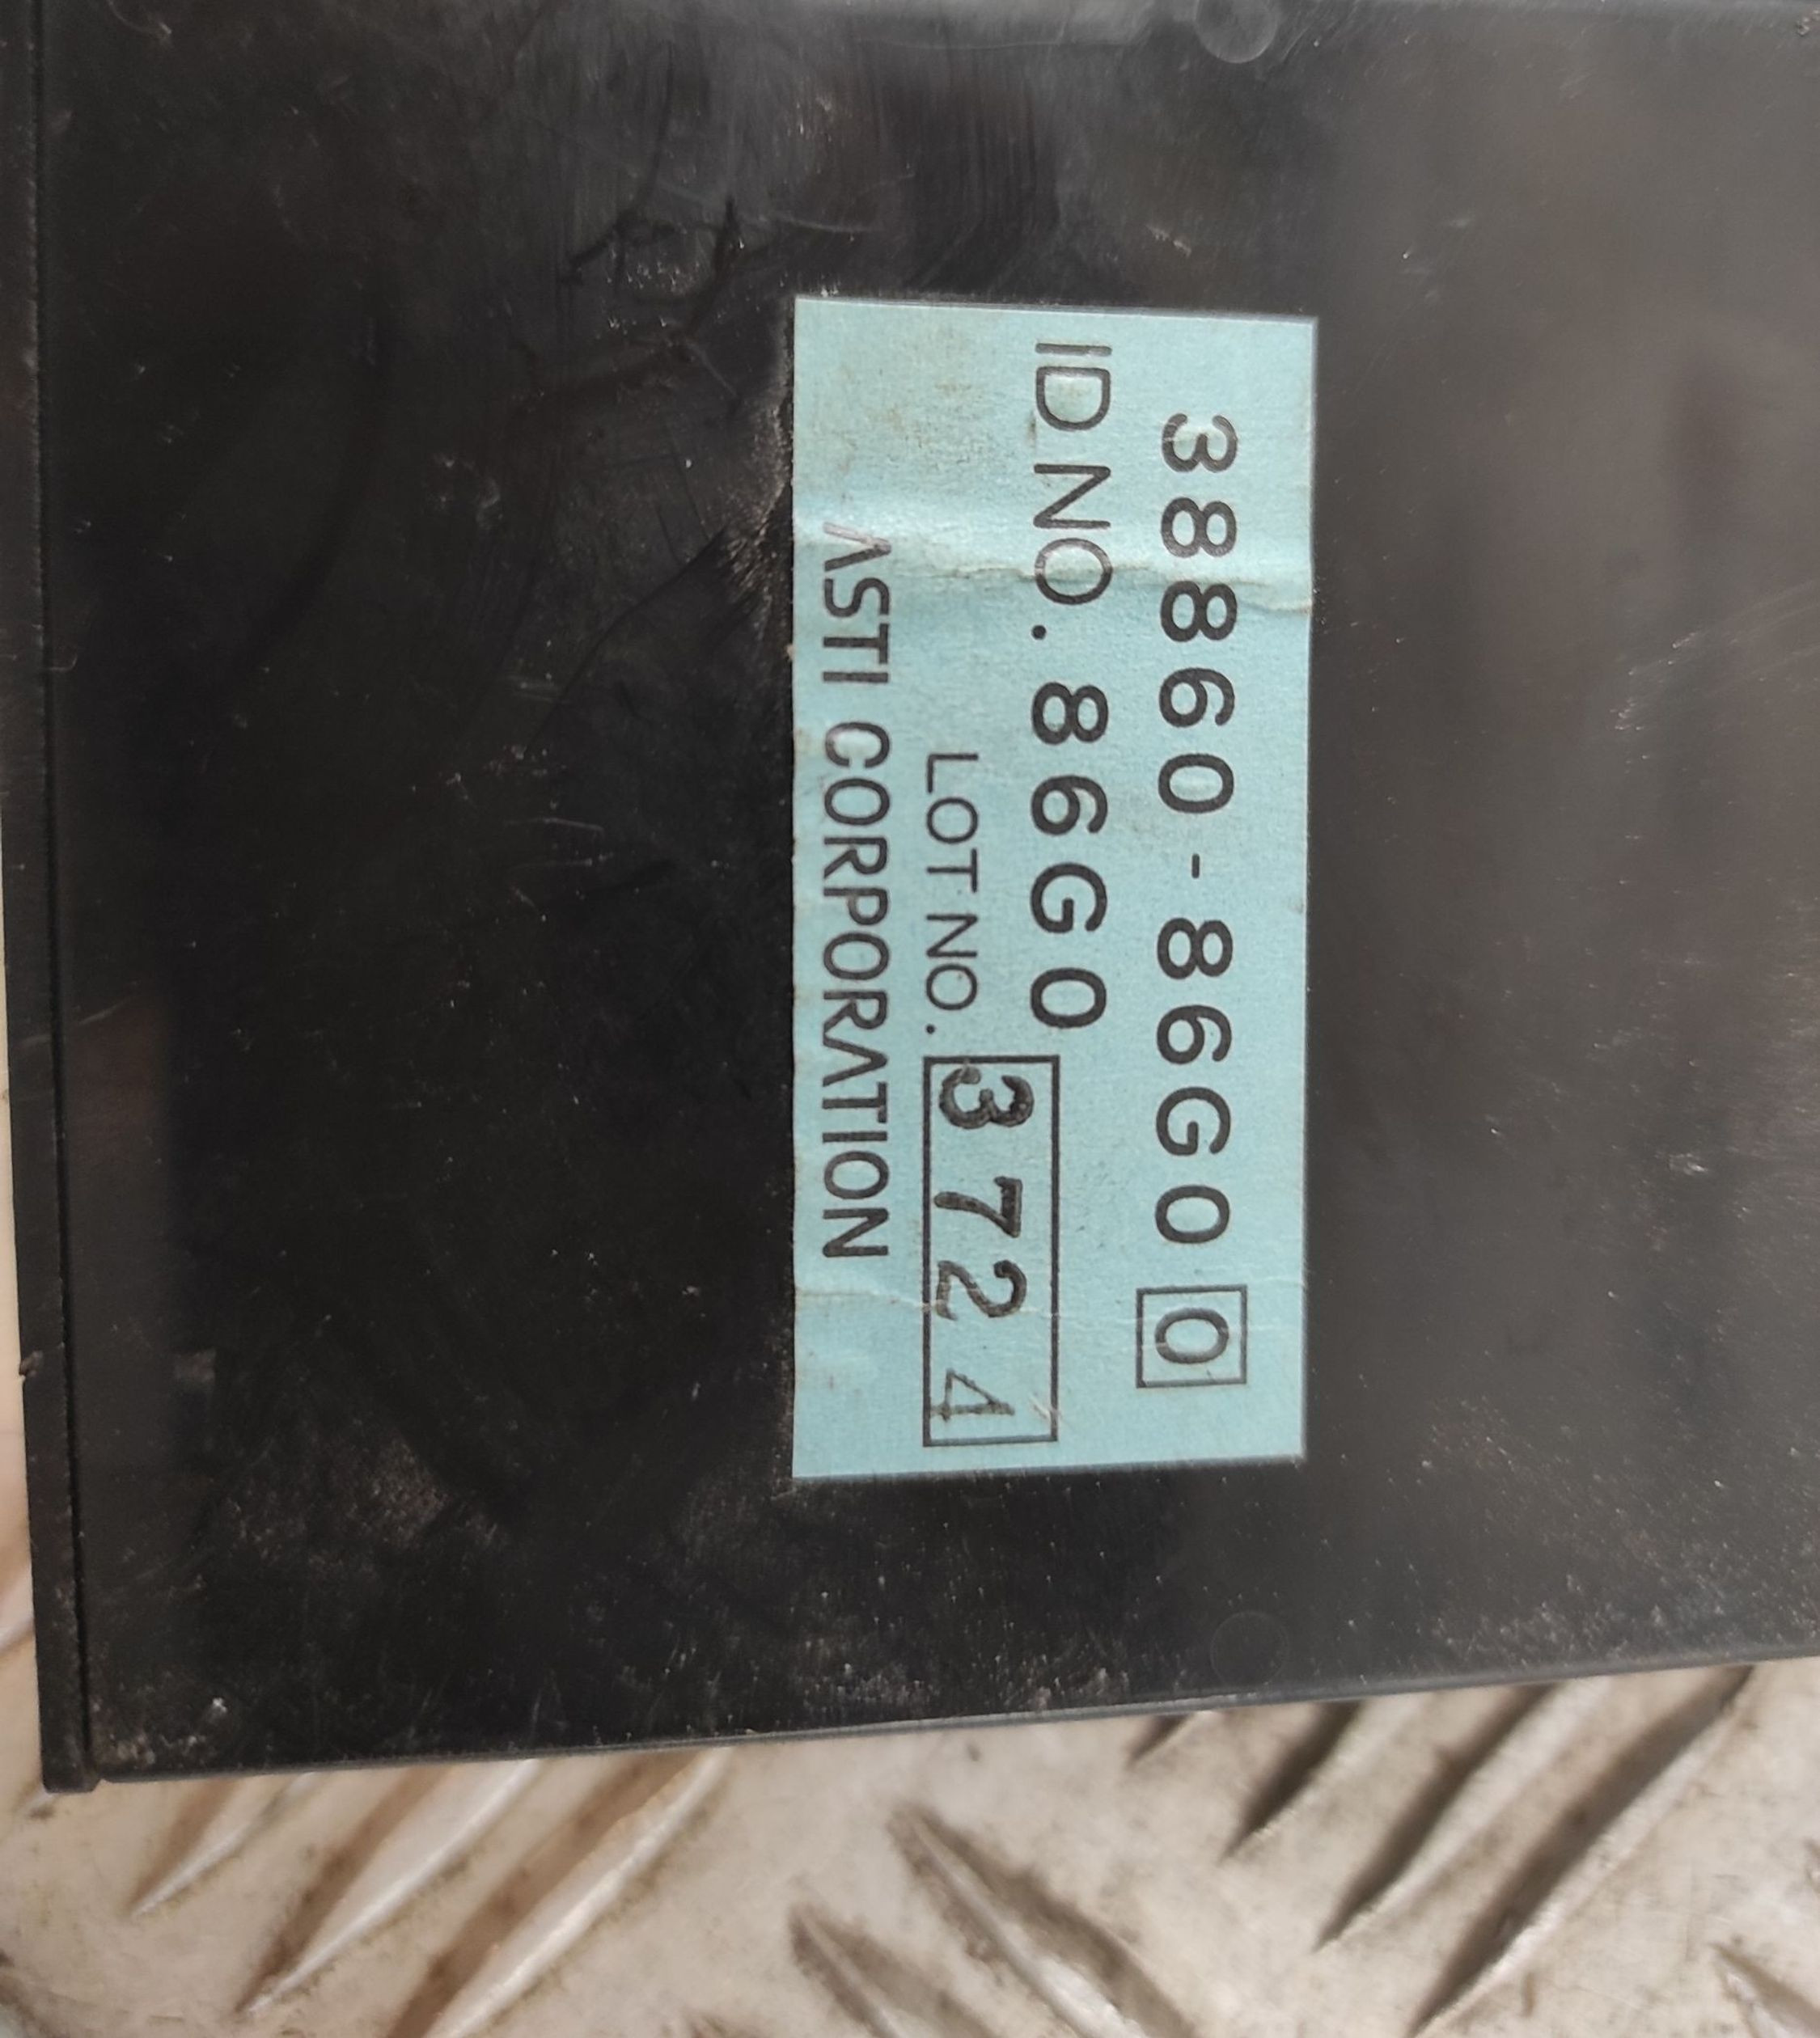 38860-86G0 0
ID NO. 86G0
LOT NO. 3724
ASTI CORPORATION